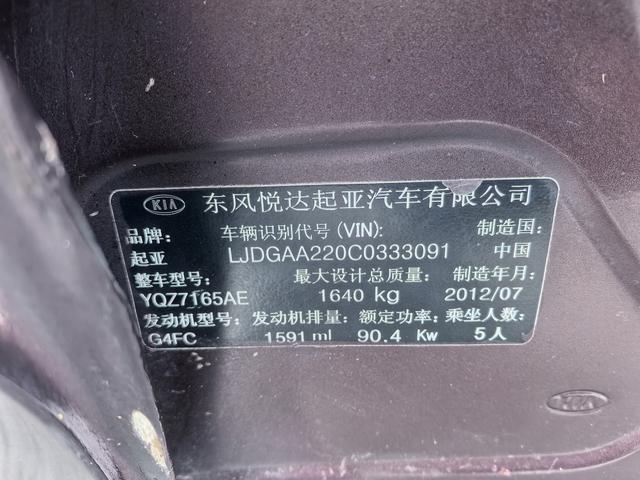 KIA 东风悦达起亚汽车有限公司
品牌: 车辆识别代号(VIN): 制造国:
起亚 LJDGAA220C0333091 中国
整车型号: 最大设计总质量: 制造年月:
YQZ7165AE 1640 kg 2012/07
发动机型号: 发动机排量: 额定功率: 乘坐人数:
G4FC 1591 ml 90.4 Kw 5人
KIA